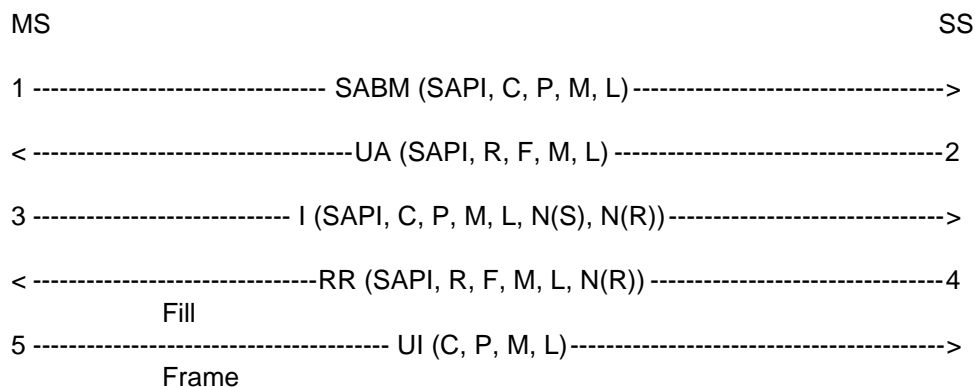 MS SS
1 --------------------------------- SABM (SAPI, C, P, M, L) ------------------------------------>
< -------------------------------------UA (SAPI, R, F, M, L) --------------------------------------2
3 ------------------------------ I (SAPI, C, P, M, L, N(S), N(R))-------------------------------->
< ---------------------------------RR (SAPI, R, F, M, L, N(R)) ----------------------------------4
Fill
5 ----------------------------------------- UI (C, P, M, L)------------------------------------------->
Frame